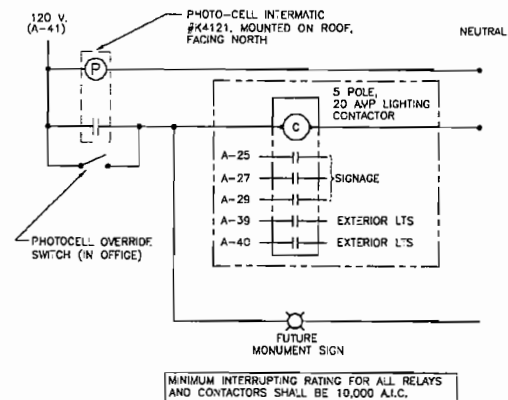 120 V.
(A-41)
PHOTO-CELL INTERMATIC
#K4121, MOUNTED ON ROOF,
FACING NORTH
NEUTRAL
P
5 POLE,
20 AMP LIGHTING
CONTACTOR
C
A-25
A-27
SIGNAGE
A-29
A-39
EXTERIOR LTS
A-40
EXTERIOR LTS
PHOTOCELL OVERRIDE
SWITCH (IN OFFICE)
FUTURE
MONUMENT SIGN
MINIMUM INTERRUPTING RATING FOR ALL RELAYS
AND CONTACTORS SHALL BE 10,000 A.I.C.